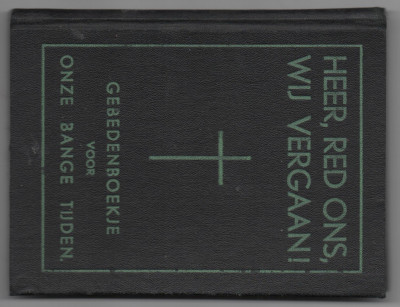 HEER, RED ONS,
WIJ VERGAAN!
GEBEDENBOEKJE
VOOR
ONZE BANGE TIJDEN.